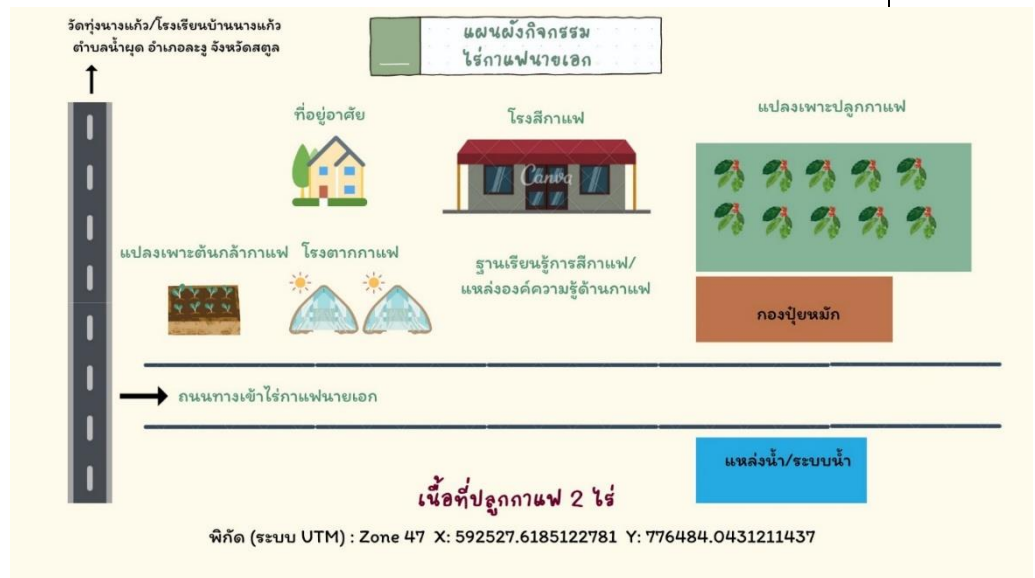 วัดทุ่งนางแก้ว/โรงเรียนบ้านนางแก้ว
ตำบลน้ำผุด อำเภอละงู จังหวัดสตูล
แผนผังกิจกรรม
ไร่กาแฟนายเอก
ที่อยู่อาศัย
โรงสีกาแฟ
แปลงเพาะปลูกกาแฟ
Canva
แปลงเพาะต้นกล้ากาแฟ
โรงตากกาแฟ
ฐานเรียนรู้การสีกาแฟ/
แหล่งองค์ความรู้ด้านกาแฟ
กองปุ๋ยหมัก
ถนนทางเข้าไร่กาแฟนายเอก
แหล่งน้ำ/ระบบน้ำ
เนื้อที่ปลูกกาแฟ 2 ไร่
พิกัด (ระบบ UTM) : Zone 47 X: 592527.6185122781 Y: 776484.0431211437